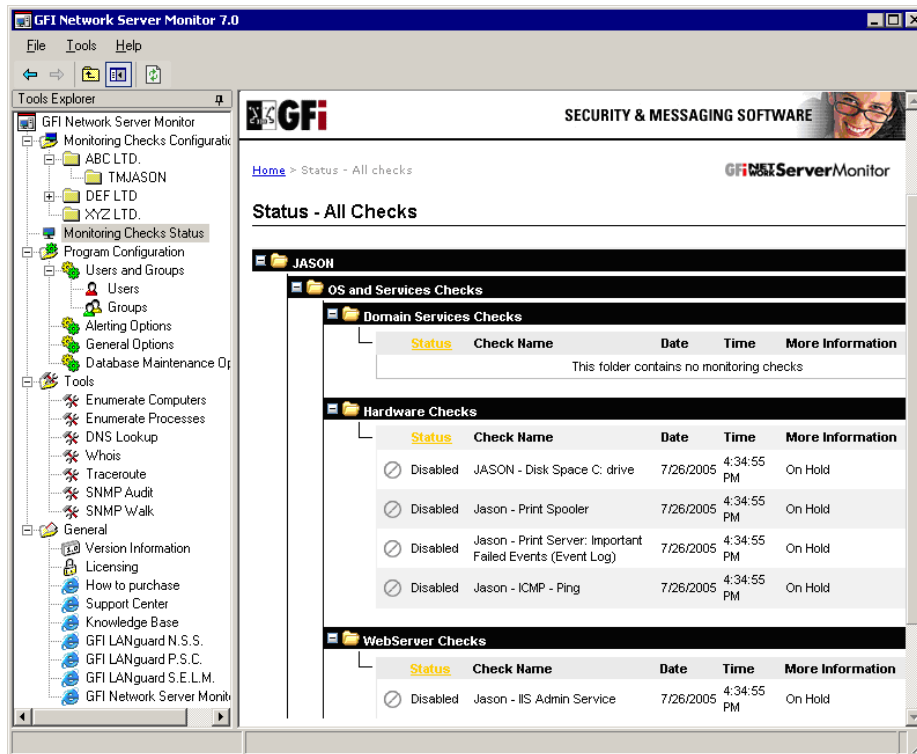 GFI Network Server Monitor 7.0
File Tools Help
Tools Explorer
GFI Network Server Monitor
Monitoring Checks Configuratic
ABC LTD.
TMJASON
DEF LTD
XYZ LTD.
Monitoring Checks Status
Program Configuration
Users and Groups
Users
Groups
Alerting Options
General Options
Database Maintenance Op
Tools
Enumerate Computers
Enumerate Processes
DNS Lookup
Whois
Traceroute
SNMP Audit
SNMP Walk
General
Version Information
Licensing
How to purchase
Support Center
Knowledge Base
GFI LANguard N.S.S.
GFI LANguard P.S.C.
GFI LANguard S.E.L.M.
GFI Network Server Monit
GFi SECURITY & MESSAGING SOFTWARE
Home > Status - All checks
GFi NETWORK ServerMonitor
Status - All Checks
JASON
OS and Services Checks
Domain Services Checks
Status Check Name Date Time More Information
This folder contains no monitoring checks
Hardware Checks
Status Check Name Date Time More Information
Disabled JASON - Disk Space C: drive 7/26/2005 4:34:55 PM On Hold
Disabled Jason - Print Spooler 7/26/2005 4:34:55 PM On Hold
Disabled Jason - Print Server: Important Failed Events (Event Log) 7/26/2005 4:34:55 PM On Hold
Disabled Jason - ICMP - Ping 7/26/2005 4:34:55 PM On Hold
WebServer Checks
Status Check Name Date Time More Information
Disabled Jason - IIS Admin Service 7/26/2005 4:34:55 PM On Hold